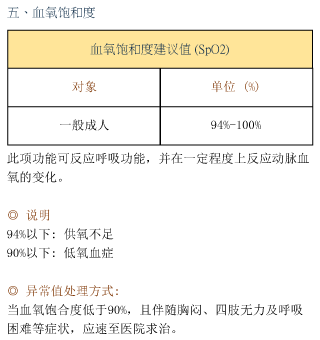 五、血氧饱和度
血氧饱和度建议值(SpO2)
对象 单位 (%)
一般成人 94%-100%
此项功能可反应呼吸功能，并在一定程度上反应动脉血
氧的变化。
◎ 说明
94%以下: 供氧不足
90%以下: 低氧血症
◎ 异常值处理方式:
当血氧饱合度低于90%，且伴随胸闷、四肢无力及呼吸
困难等症状，应速至医院求治。